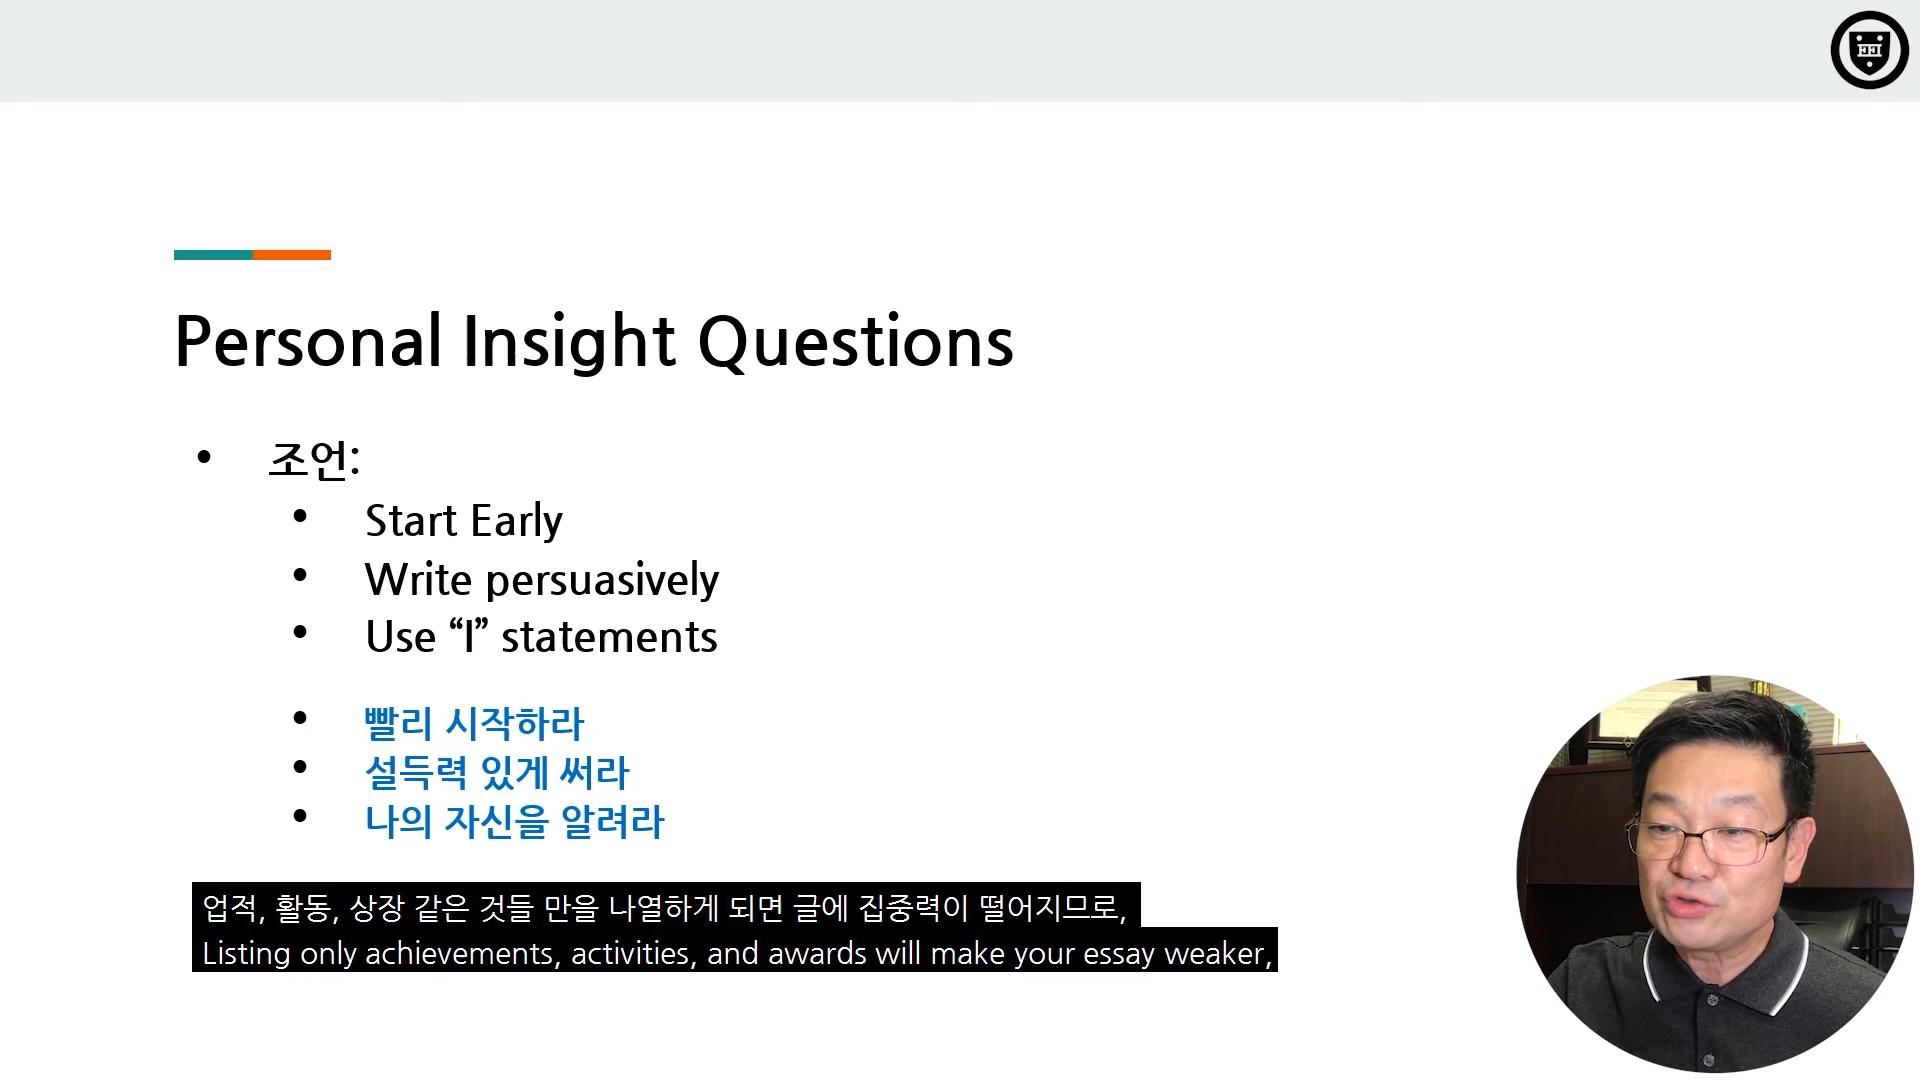 EEI
Personal Insight Questions
• 조언:
• Start Early
• Write persuasively
• Use “I” statements
• 빨리 시작하라
• 설득력 있게 써라
• 나의 자신을 알려라
업적, 활동, 상장 같은 것들 만을 나열하게 되면 글에 집중력이 떨어지므로,
Listing only achievements, activities, and awards will make your essay weaker,